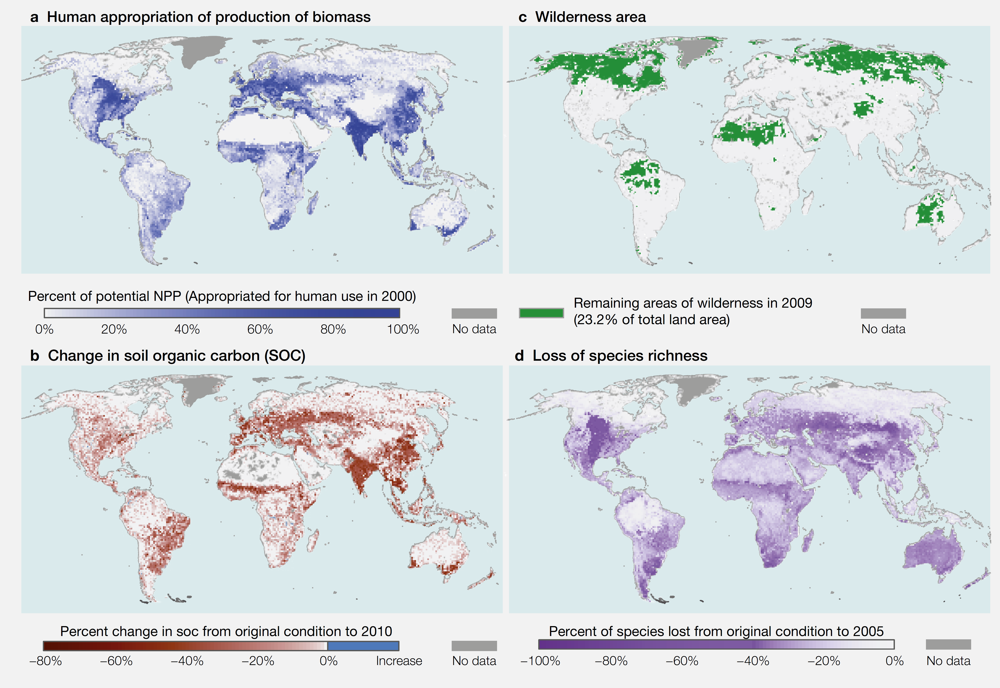 a Human appropriation of production of biomass
Percent of potential NPP (Appropriated for human use in 2000)
0% 20% 40% 60% 80% 100%
No data
c Wilderness area
Remaining areas of wilderness in 2009
(23.2% of total land area)
No data
b Change in soil organic carbon (SOC)
Percent change in soc from original condition to 2010
−80% −60% −40% −20% 0% Increase
No data
d Loss of species richness
Percent of species lost from original condition to 2005
−100% −80% −60% −40% −20% 0%
No data